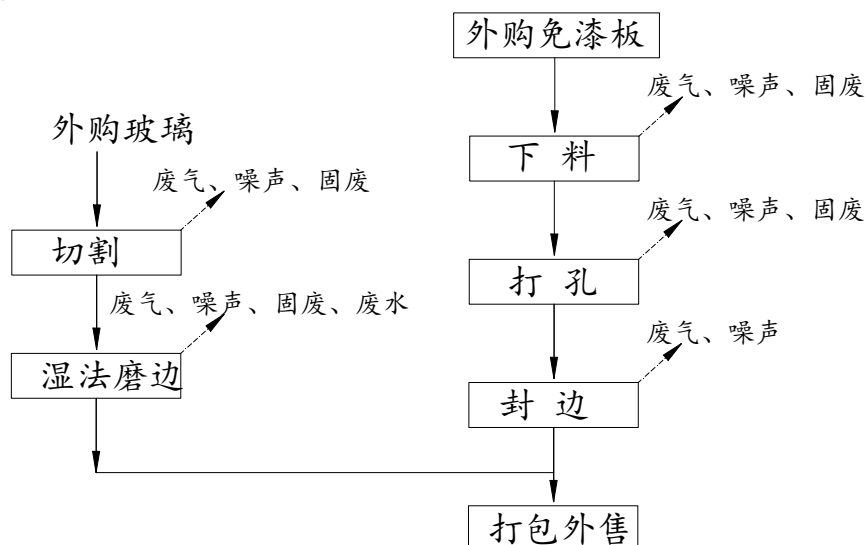 外购免漆板
废气、噪声、固废
下料
外购玻璃
废气、噪声、固废
废气、噪声、固废
切割
打孔
废气、噪声、固废、废水
废气、噪声
湿法磨边
封边
打包外售